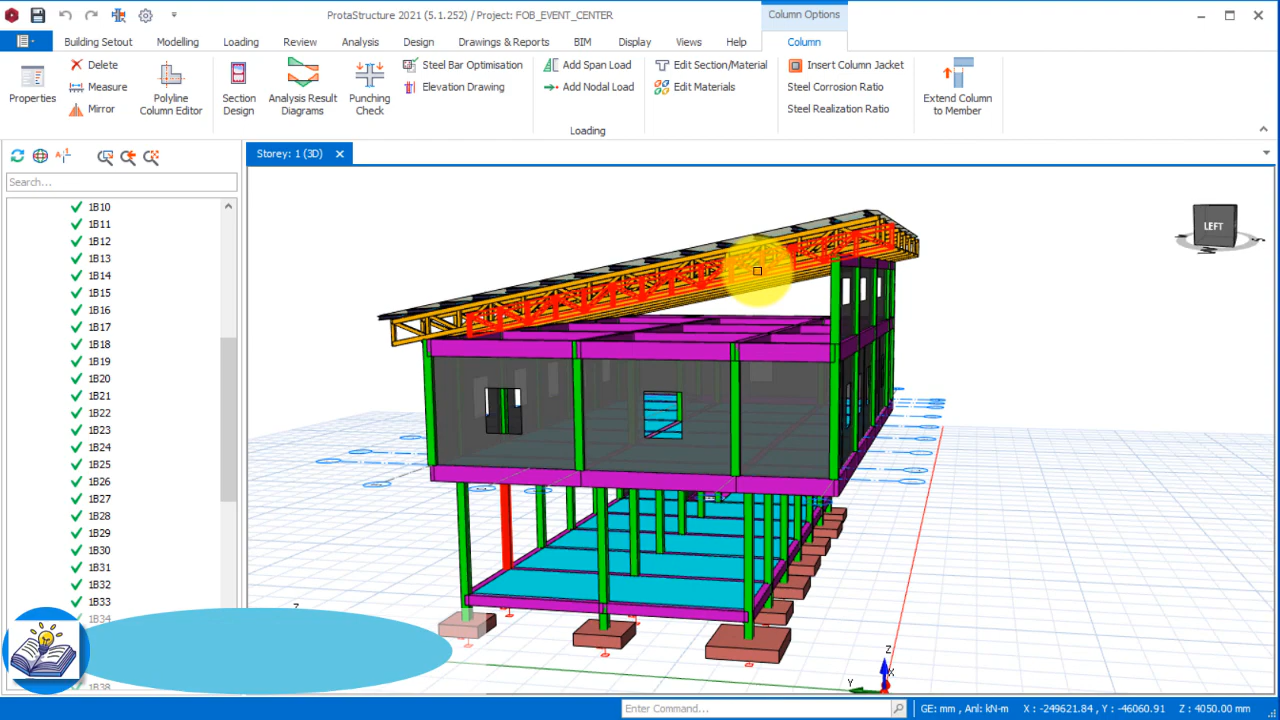 ProtaStructure 2021 (5.1.252) / Project: FOB_EVENT_CENTER
Column Options
Building Setout Modelling Loading Review Analysis Design Drawings & Reports BIM Display Views Help Column
Properties
Delete
Measure
Mirror
Polyline
Column Editor
Section
Design
Analysis Result
Diagrams
Punching
Check
Steel Bar Optimisation
Elevation Drawing
Add Span Load
Add Nodal Load
Loading
Edit Section/Material
Edit Materials
Insert Column Jacket
Steel Corrosion Ratio
Steel Realization Ratio
Extend Column
to Member
Storey: 1 (3D)
Search...
1B10
1B11
1B12
1B13
1B14
1B15
1B16
1B17
1B18
1B19
1B20
1B21
1B22
1B23
1B24
1B25
1B26
1B27
1B28
1B29
1B30
1B31
1B32
1B33
1B34
1B38
LEFT
Z
X
Y
Enter Command...
GE: mm, Anl: kN-m X : -249621.84 , Y : -46060.91 Z : 4050.00 mm